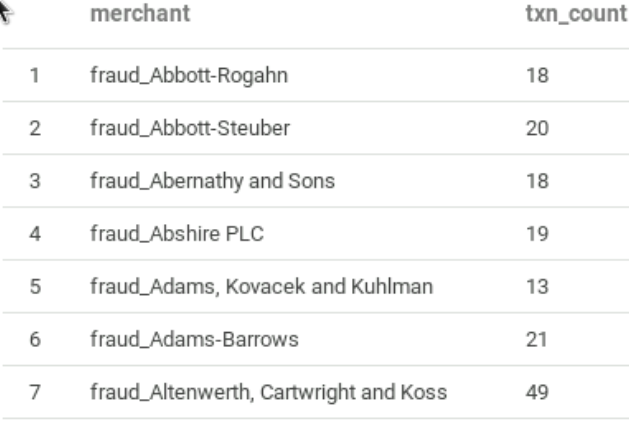 merchant txn_count
1 fraud_Abbott-Rogahn 18
2 fraud_Abbott-Steuber 20
3 fraud_Abernathy and Sons 18
4 fraud_Abshire PLC 19
5 fraud_Adams, Kovacek and Kuhlman 13
6 fraud_Adams-Barrows 21
7 fraud_Altenwerth, Cartwright and Koss 49